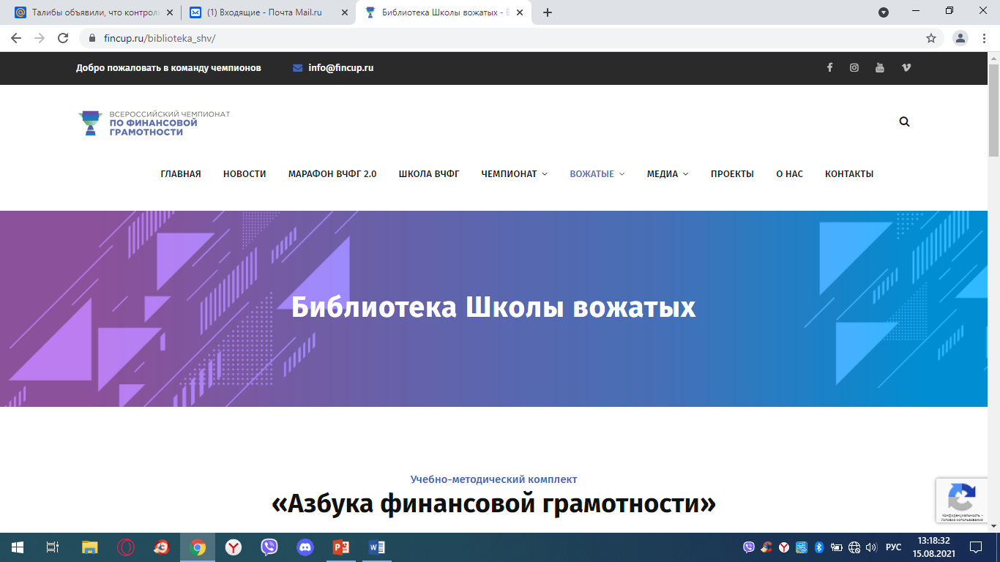 Талибы объявили, что контрол
(1) Входящие - Почта Mail.ru
Библиотека Школы вожатых - В
fincup.ru/biblioteka_shv/
Добро пожаловать в команду чемпионов
info@fincup.ru
ВСЕРОССИЙСКИЙ ЧЕМПИОНАТ
ПО ФИНАНСОВОЙ
ГРАМОТНОСТИ
ГЛАВНАЯ НОВОСТИ МАРАФОН ВЧФГ 2.0 ШКОЛА ВЧФГ ЧЕМПИОНАТ ВОЖАТЫЕ МЕДИА ПРОЕКТЫ О НАС КОНТАКТЫ
Библиотека Школы вожатых
Учебно-методический комплект
«Азбука финансовой грамотности»
Конфиденциальность -
Условия использования
РУС
13:18:32
15.08.2021